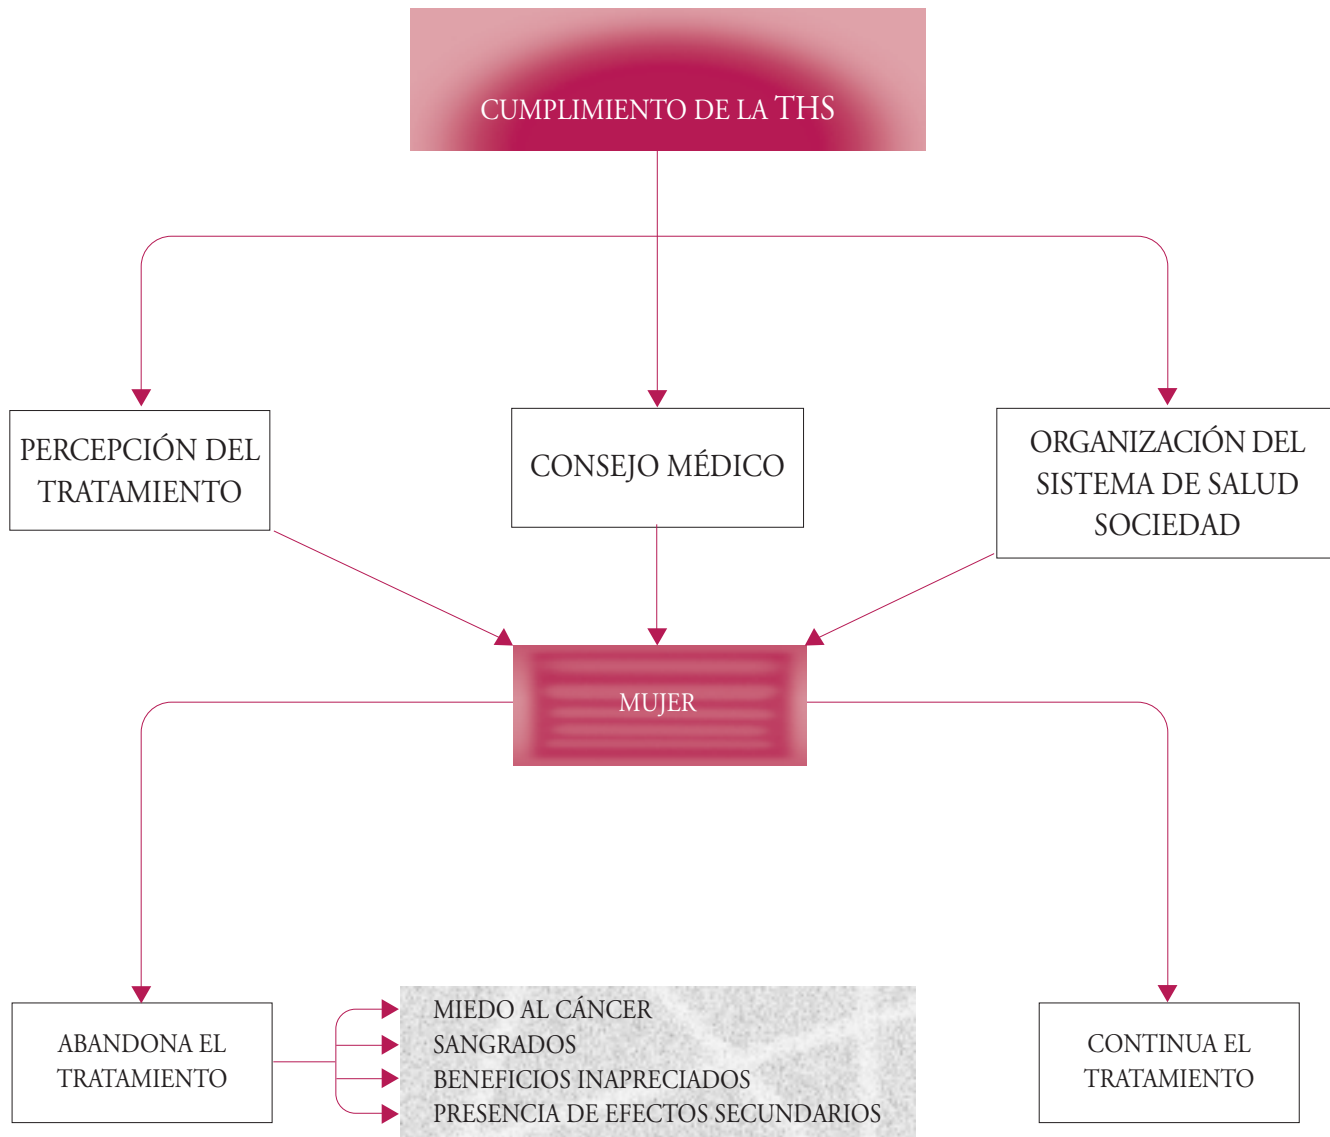 CUMPLIMIENTO DE LA THS
PERCEPCIÓN DEL
TRATAMIENTO
CONSEJO MÉDICO
ORGANIZACIÓN DEL
SISTEMA DE SALUD
SOCIEDAD
MUJER
ABANDONA EL
TRATAMIENTO
MIEDO AL CÁNCER
SANGRADOS
BENEFICIOS INAPRECIADOS
PRESENCIA DE EFECTOS SECUNDARIOS
CONTINUA EL
TRATAMIENTO